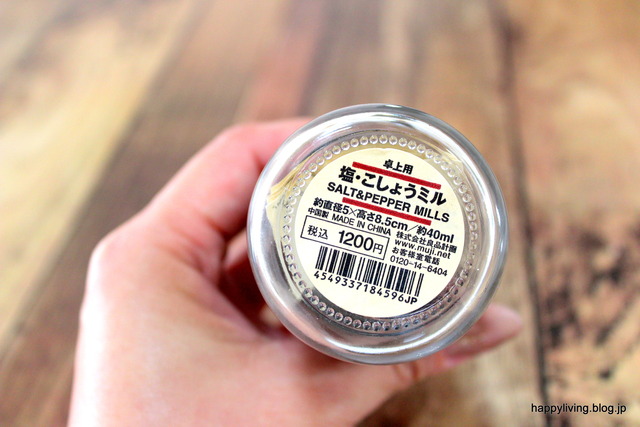 卓上用
塩・こしょうミル
SALT&PEPPER MILLS
約直径5×高さ8.5cm／約40ml
中国製 MADE IN CHINA 株式会社良品計画
www.muji.net
税込 1200円
お客様室電話
0120-14-6404
4549337184596JP
happyliving.blog.jp